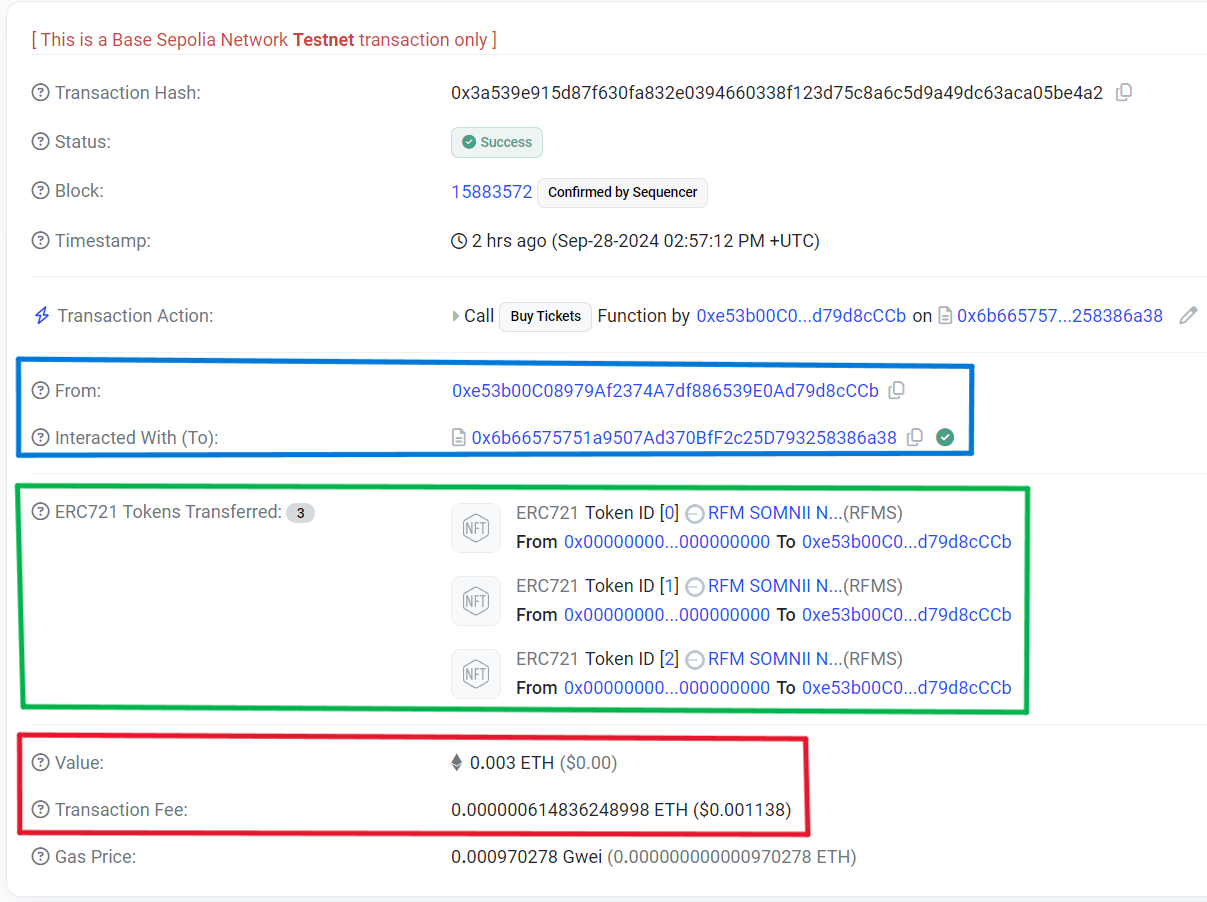 [ This is a Base Sepolia Network Testnet transaction only ]
Transaction Hash: 0x3a539e915d87f630fa832e0394660338f123d75c8a6c5d9a49dc63aca05be4a2
Status: Success
Block: 15883572 Confirmed by Sequencer
Timestamp: 2 hrs ago (Sep-28-2024 02:57:12 PM +UTC)
Transaction Action: Call Buy Tickets Function by 0xe53b00C0...d79d8cCCb on 0x6b665757...258386a38
From: 0xe53b00C08979Af2374A7df886539E0Ad79d8cCCb
Interacted With (To): 0x6b66575751a9507Ad370BfF2c25D793258386a38
ERC721 Tokens Transferred: 3
NFT ERC721 Token ID [0] RFM SOMNII N...(RFMS)
From 0x00000000...000000000 To 0xe53b00C0...d79d8cCCb
NFT ERC721 Token ID [1] RFM SOMNII N...(RFMS)
From 0x00000000...000000000 To 0xe53b00C0...d79d8cCCb
NFT ERC721 Token ID [2] RFM SOMNII N...(RFMS)
From 0x00000000...000000000 To 0xe53b00C0...d79d8cCCb
Value: 0.003 ETH ($0.00)
Transaction Fee: 0.000000614836248998 ETH ($0.001138)
Gas Price: 0.000970278 Gwei (0.000000000000970278 ETH)